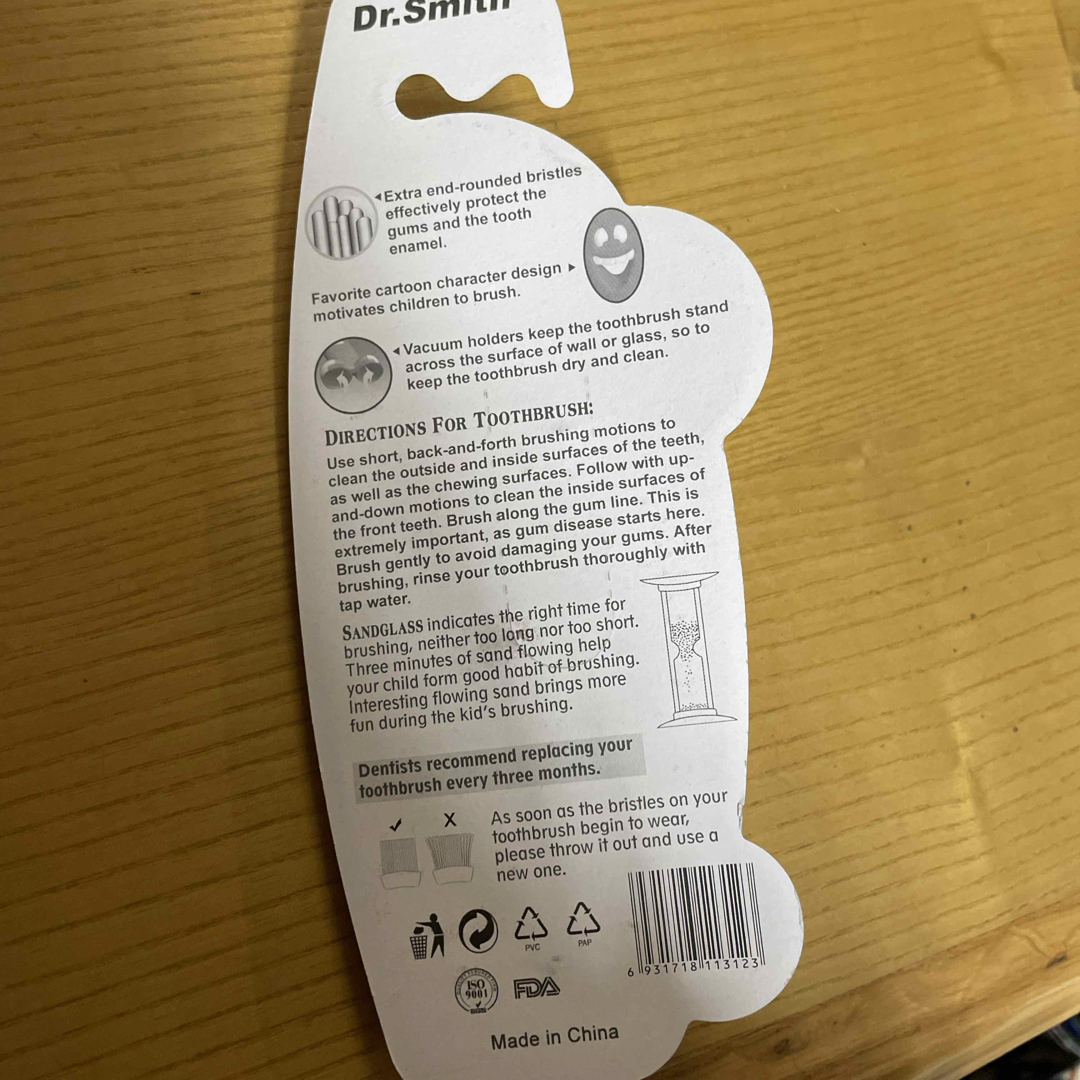 Dr.Smith
Extra end-rounded bristles
effectively protect the
gums and the tooth
enamel.
Favorite cartoon character design
motivates children to brush.
Vacuum holders keep the toothbrush stand
across the surface of wall or glass, so to
keep the toothbrush dry and clean.
DIRECTIONS FOR TOOTHBRUSH:
Use short, back-and-forth brushing motions to
clean the outside and inside surfaces of the teeth,
as well as the chewing surfaces. Follow with up-
and-down motions to clean the inside surfaces of
the front teeth. Brush along the gum line. This is
extremely important, as gum disease starts here.
Brush gently to avoid damaging your gums. After
brushing, rinse your toothbrush thoroughly with
tap water.
SANDGLASS indicates the right time for
brushing, neither too long nor too short.
Three minutes of sand flowing help
your child form good habit of brushing.
Interesting flowing sand brings more
fun during the kid's brushing.
Dentists recommend replacing your
toothbrush every three months.
✓ X
As soon as the bristles on your
toothbrush begin to wear,
please throw it out and use a
new one.
PVC
PAP
6 931718 113123
ISO
9001
FDA
Made in China